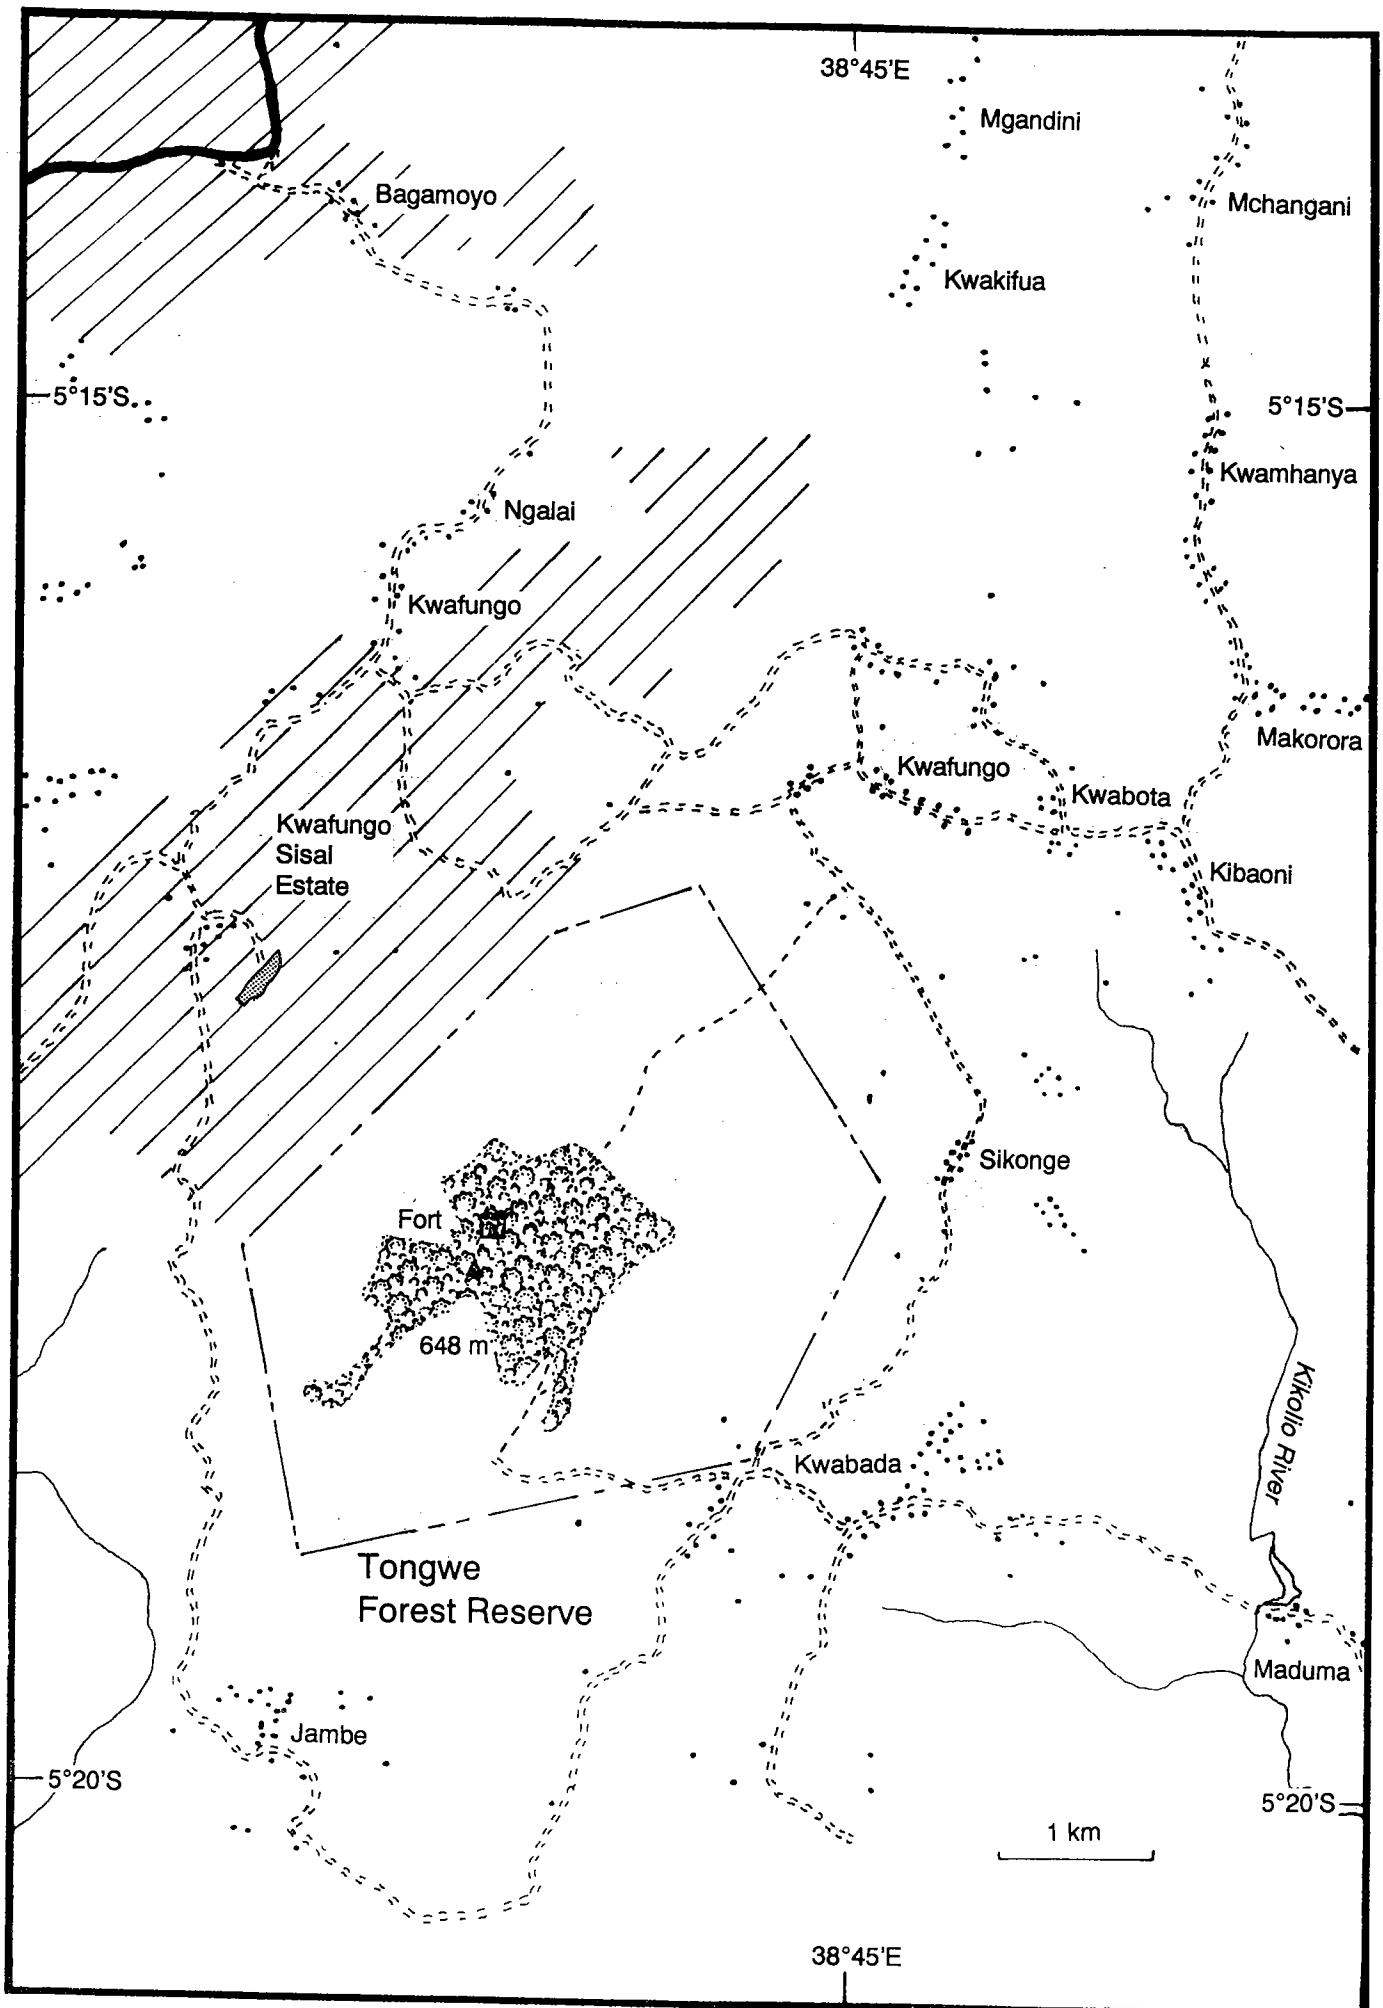 38°45'E
Mgandini
Bagamoyo
Mchangani
Kwakifua
5°15'S
5°15'S
Kwamhanya
Ngalai
Kwafungo
Makorora
Kwafungo
Kwabota
Kwafungo
Sisal
Estate
Kibaoni
Sikonge
Fort
648 m
Kikollo River
Kwabada
Tongwe
Forest Reserve
Maduma
Jambe
5°20'S
5°20'S
1 km
38°45'E